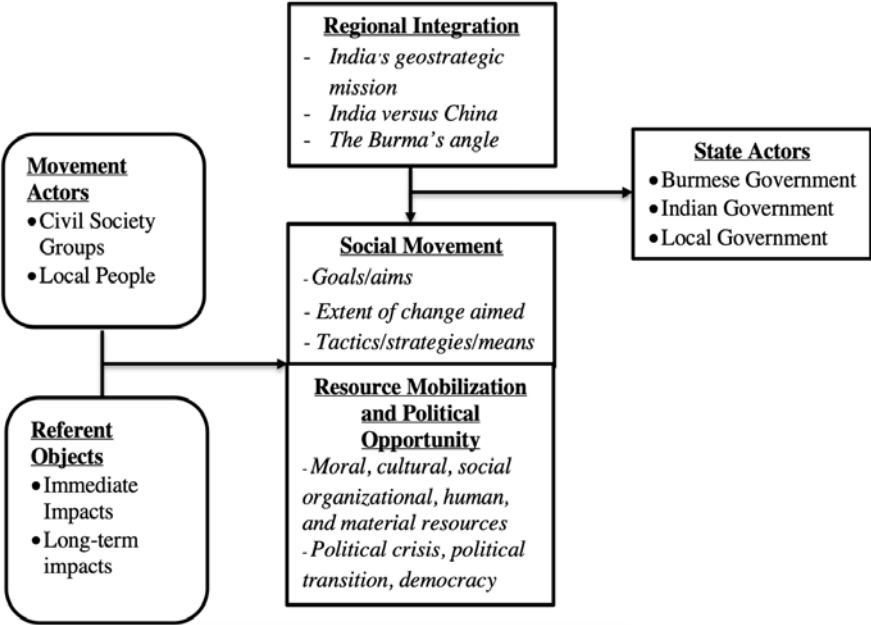 Regional Integration
- India's geostrategic
mission
- India versus China
- The Burma's angle
Movement
Actors
•Civil Society
Groups
•Local People
State Actors
•Burmese Government
•Indian Government
•Local Government
Social Movement
- Goals/aims
- Extent of change aimed
- Tactics/strategies/means
Referent
Objects
•Immediate
Impacts
•Long-term
impacts
Resource Mobilization
and Political
Opportunity
- Moral, cultural, social
organizational, human,
and material resources
- Political crisis, political
transition, democracy